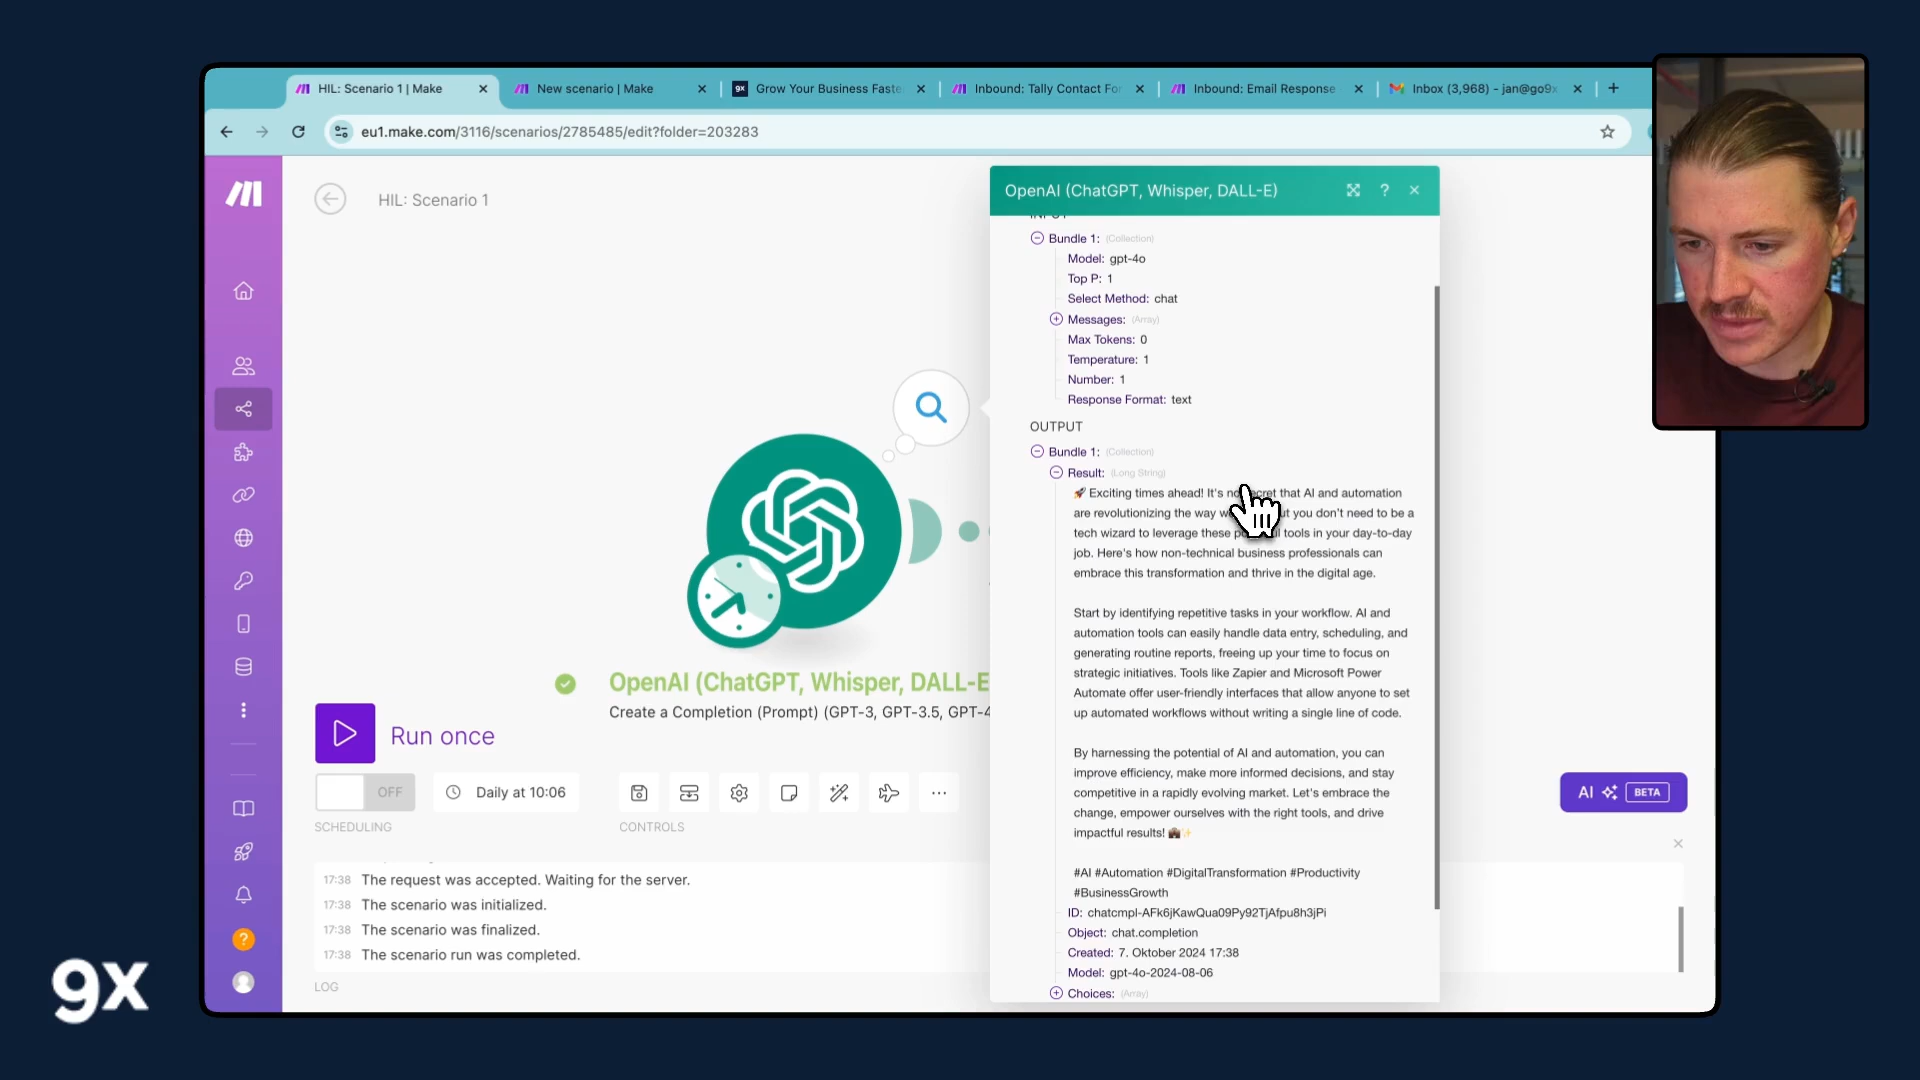 HIL: Scenario 1 | Make
New scenario | Make
9x Grow Your Business Faste
Inbound: Tally Contact For
Inbound: Email Response
Inbox (3,968) - jan@go9x
eu1.make.com/3116/scenarios/2785485/edit?folder=203283
HIL: Scenario 1
OpenAI (ChatGPT, Whisper, DALL-E)
INPUT
Bundle 1: (Collection)
Model: gpt-4o
Top P: 1
Select Method: chat
Messages: (Array)
Max Tokens: 0
Temperature: 1
Number: 1
Response Format: text
OUTPUT
Bundle 1: (Collection)
Result: (Long String)
🚀 Exciting times ahead! It's no secret that AI and automation
are revolutionizing the way you don't need to be a
tech wizard to leverage these tools in your day-to-day
job. Here's how non-technical business professionals can
embrace this transformation and thrive in the digital age.
Start by identifying repetitive tasks in your workflow. AI and
automation tools can easily handle data entry, scheduling, and
generating routine reports, freeing up your time to focus on
strategic initiatives. Tools like Zapier and Microsoft Power
Automate offer user-friendly interfaces that allow anyone to set
up automated workflows without writing a single line of code.
By harnessing the potential of AI and automation, you can
improve efficiency, make more informed decisions, and stay
competitive in a rapidly evolving market. Let's embrace the
change, empower ourselves with the right tools, and drive
impactful results!
#AI #Automation #DigitalTransformation #Productivity
#BusinessGrowth
ID: chatcmpl-AFk6jKawQua09Py92TjAfpu8h3jPi
Object: chat.completion
Created: 7. Oktober 2024 17:38
Model: gpt-4o-2024-08-06
Choices: (Array)
OpenAI (ChatGPT, Whisper, DALL-E
Create a Completion (Prompt) (GPT-3, GPT-3.5, GPT-4
Run once
OFF
Daily at 10:06
SCHEDULING
CONTROLS
AI BETA
17:38 The request was accepted. Waiting for the server.
17:38 The scenario was initialized.
17:38 The scenario was finalized.
17:38 The scenario run was completed.
LOG
9x